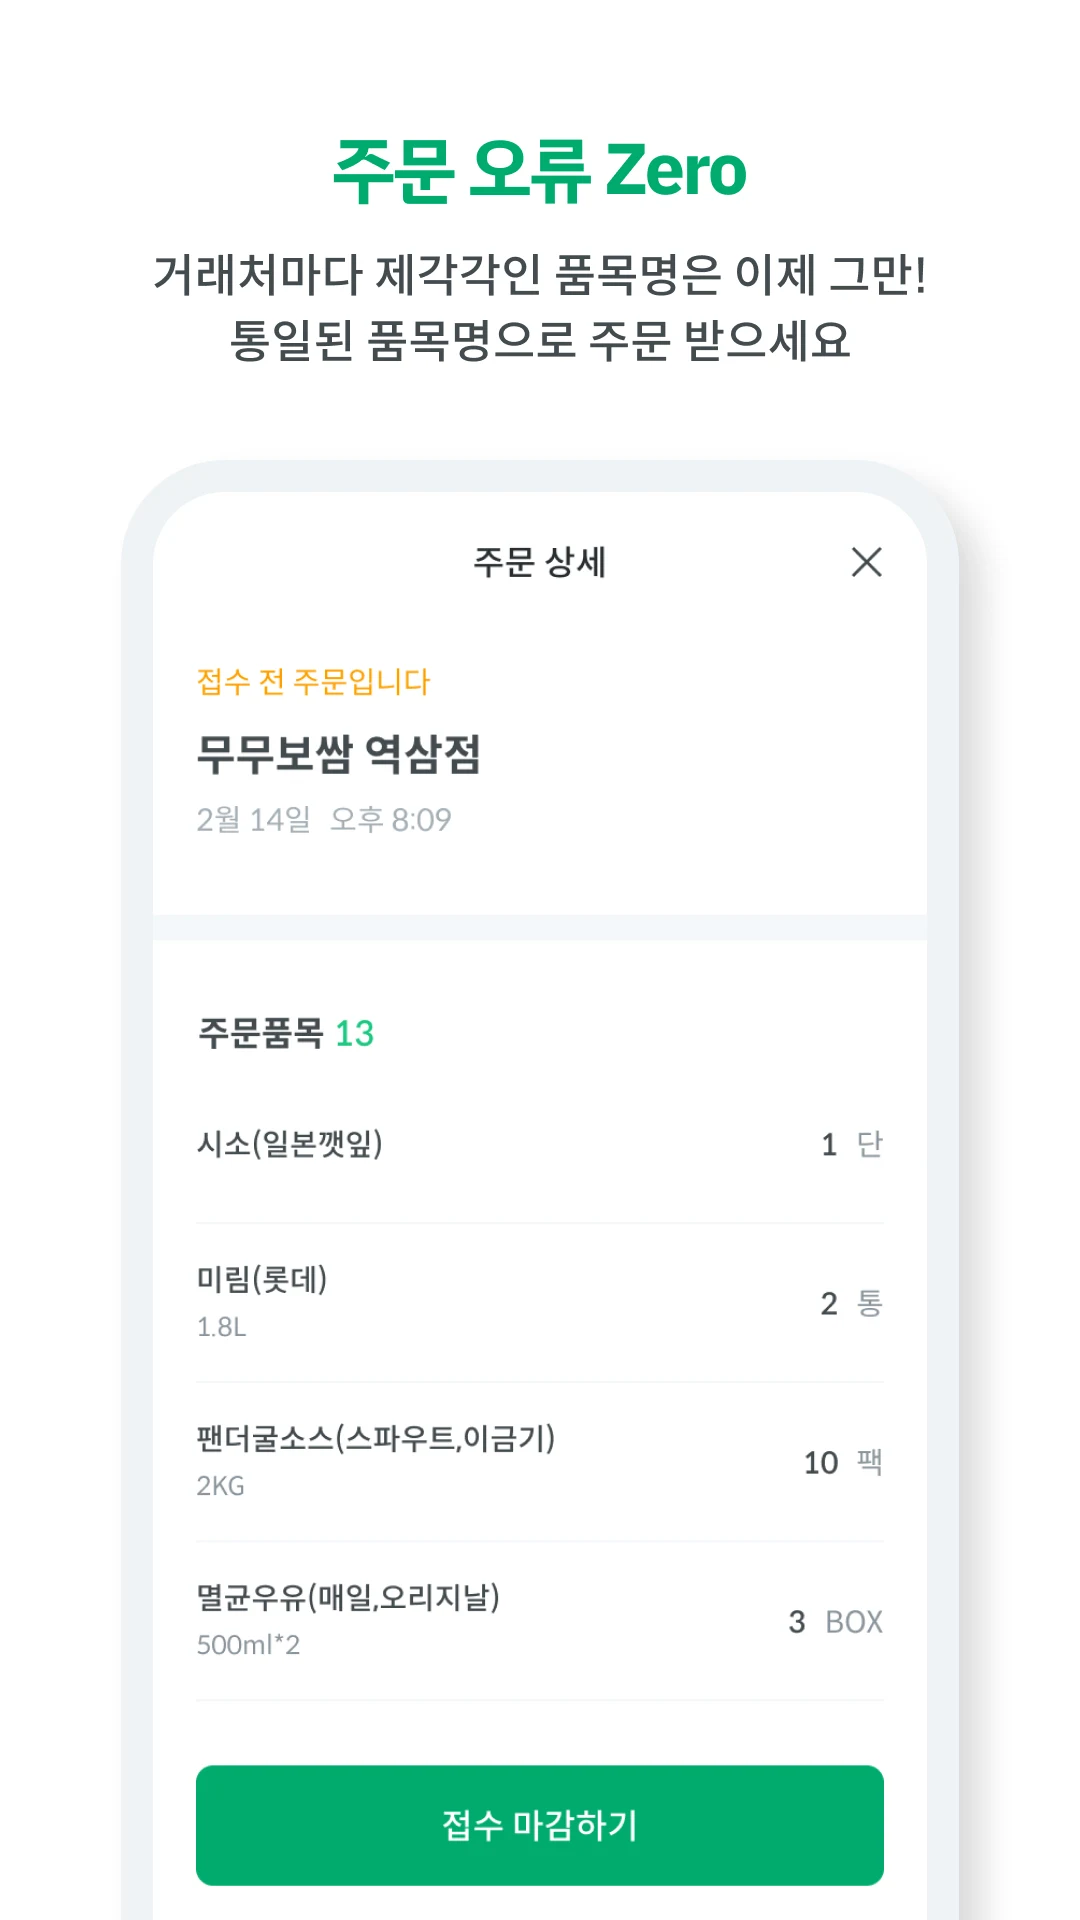 주문 오류 Zero
거래처마다 제각각인 품목명은 이제 그만!
통일된 품목명으로 주문 받으세요
주문 상세
접수 전 주문입니다
무무보쌈 역삼점
2월 14일 오후 8:09
주문품목 13
시소(일본깻잎) 1 단
미림(롯데)
1.8L
2 통
팬더굴소스(스파우트,이금기)
2KG
10 팩
멸균우유(매일,오리지날)
500ml*2
3 BOX
접수 마감하기